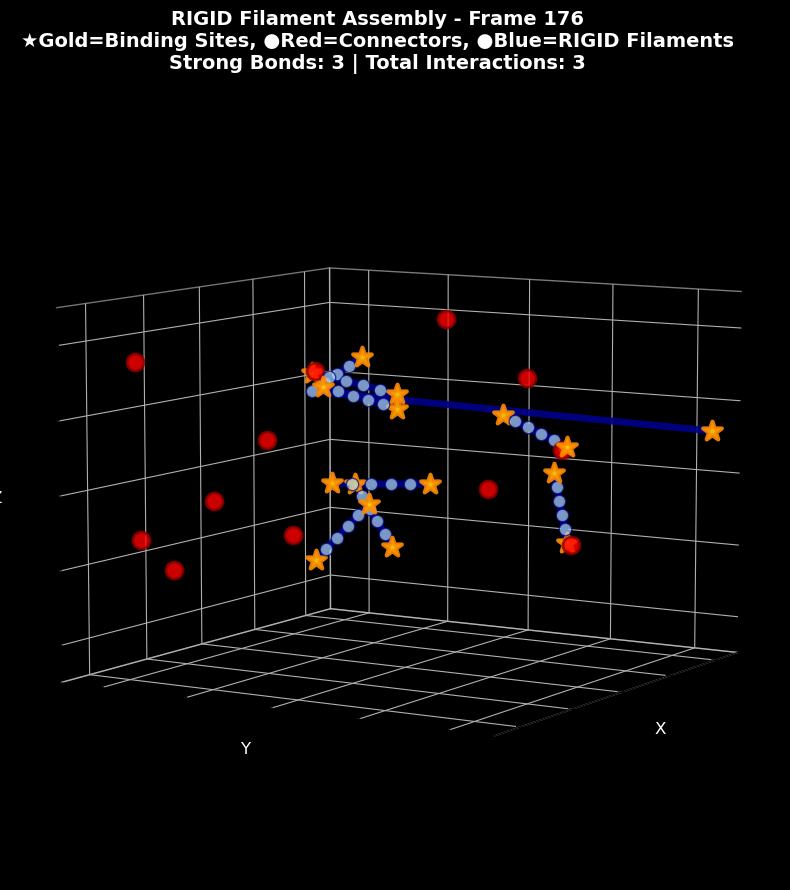 RIGID Filament Assembly - Frame 176
★Gold=Binding Sites, ●Red=Connectors, ●Blue=RIGID Filaments
Strong Bonds: 3 | Total Interactions: 3
Y
X